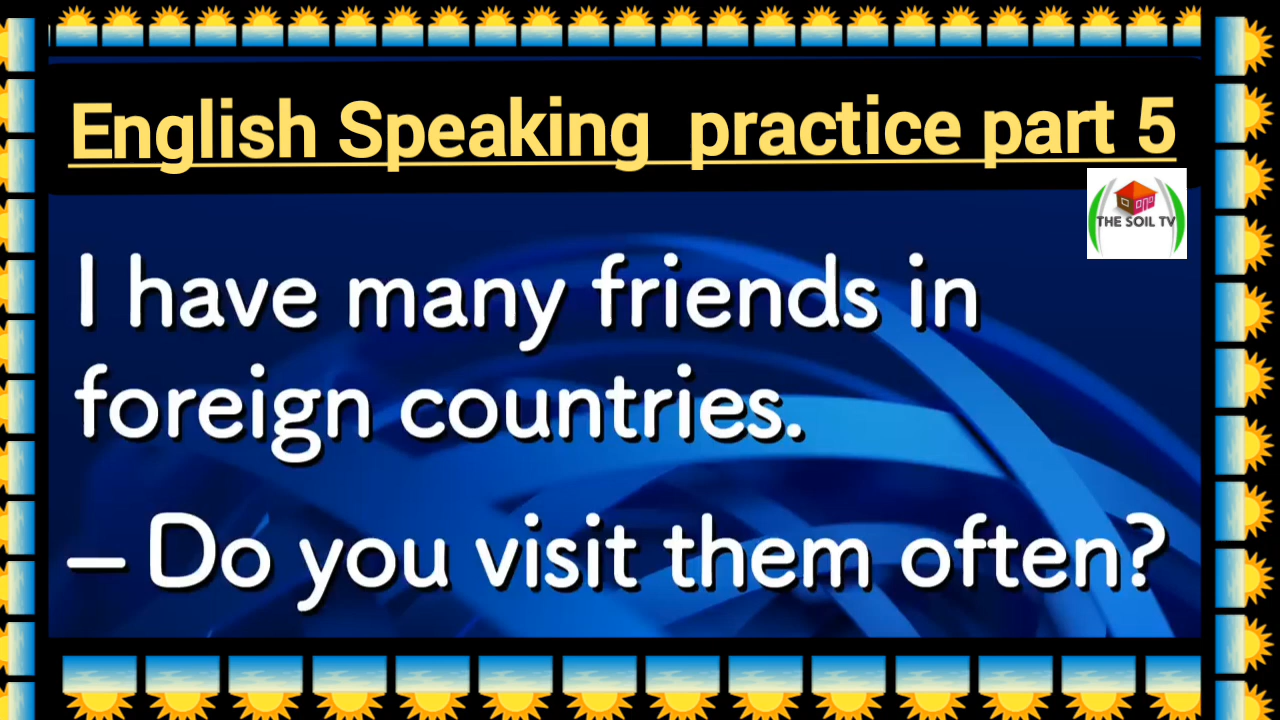 English Speaking practice part 5
THE SOIL TV
I have many friends in
foreign countries.
– Do you visit them often?